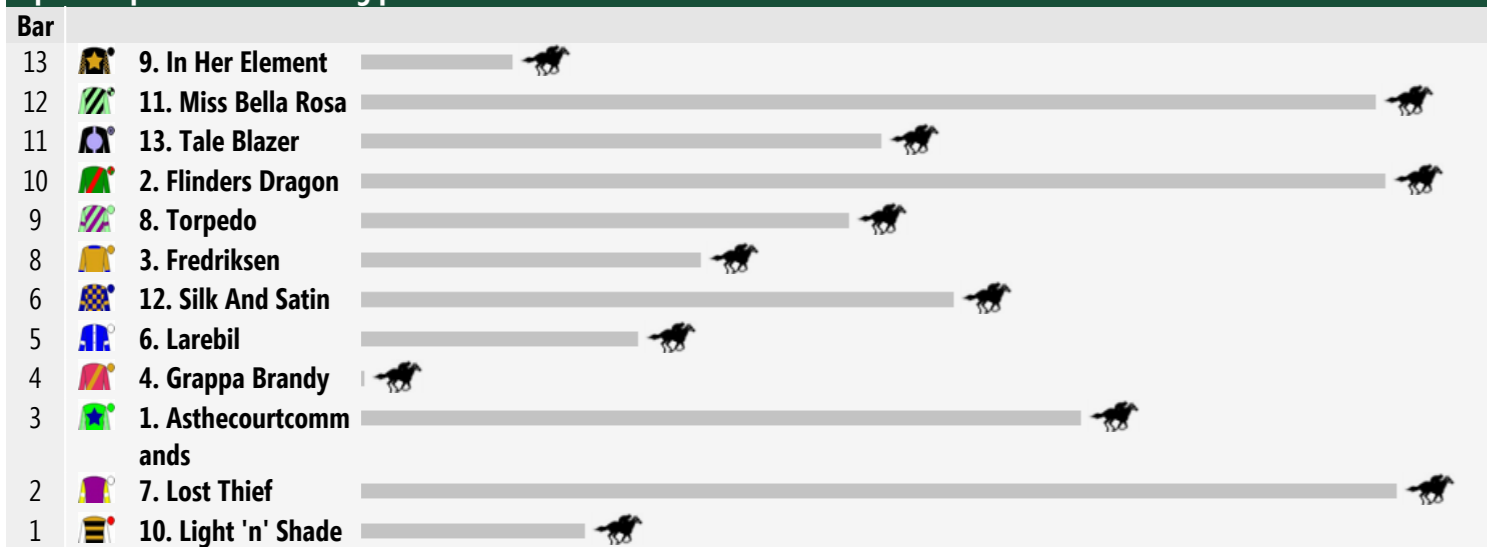 Bar
13 9. In Her Element
12 11. Miss Bella Rosa
11 13. Tale Blazer
10 2. Flinders Dragon
9 8. Torpedo
8 3. Fredriksen
6 12. Silk And Satin
5 6. Larebil
4 4. Grappa Brandy
3 1. Asthecourtcomm
ands
2 7. Lost Thief
1 10. Light 'n' Shade